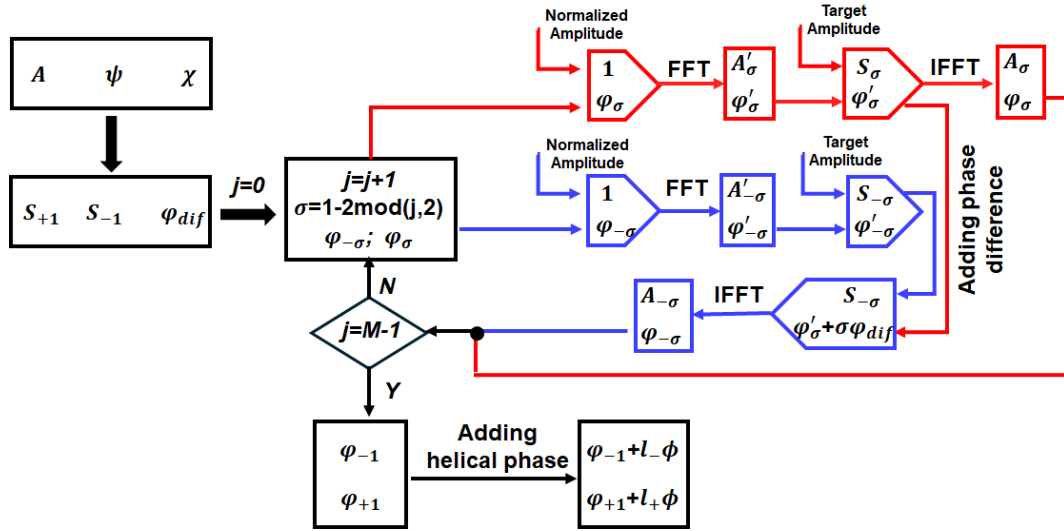 A ψ χ
S₊₁ S₋₁ φ_dif
j=0
j=j+1
σ=1-2mod(j,2)
φ₋σ; φσ
Normalized
Amplitude
1
φσ
FFT
A′σ
φ′σ
Target
Amplitude
Sσ
φ′σ
IFFT
Aσ
φσ
Normalized
Amplitude
1
φ₋σ
FFT
A′₋σ
φ′₋σ
Target
Amplitude
S₋σ
φ′₋σ
Adding phase
difference
S₋σ
φ′σ+σφ_dif
IFFT
A₋σ
φ₋σ
N
j=M-1
Y
φ₋₁
φ₊₁
Adding
helical phase
φ₋₁+l₋ϕ
φ₊₁+l₊ϕ